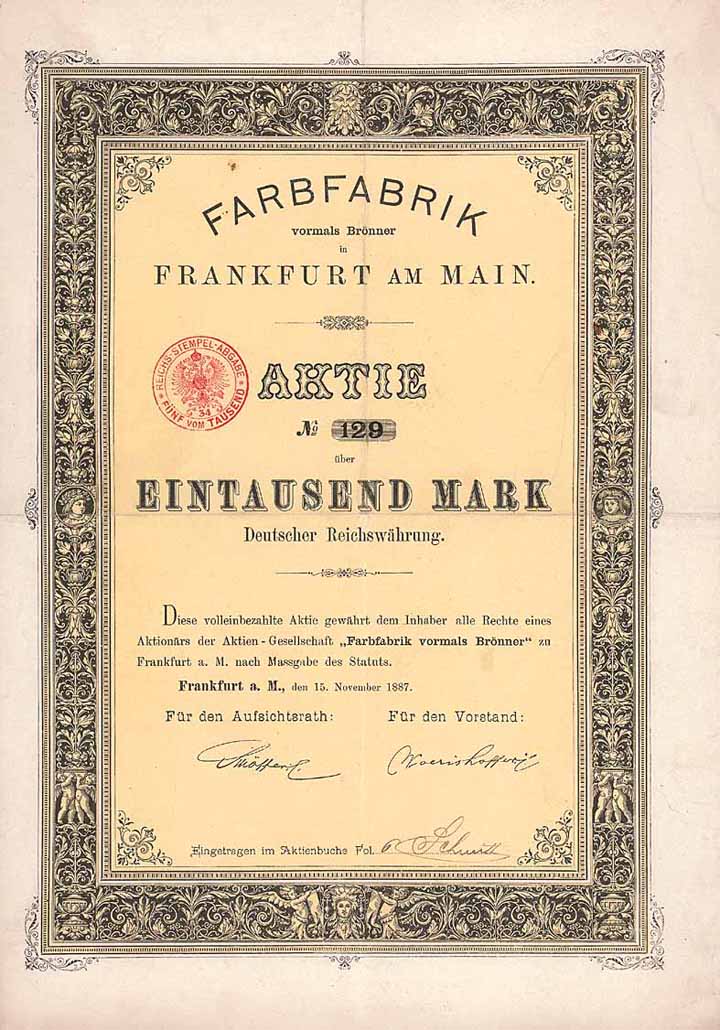 FARBFABRIK
vormals Brönner
in
FRANKFURT AM MAIN.
REICHS-STEMPEL-ABGABE
34
FÜNF VOM TAUSEND
AKTIE
№ 129
über
EINTAUSEND MARK
Deutscher Reichswährung.
Diese volleinbezahlte Aktie gewährt dem Inhaber alle Rechte eines
Aktionärs der Aktien-Gesellschaft „Farbfabrik vormals Brönner" zu
Frankfurt a. M. nach Massgabe des Statuts.
Frankfurt a. M., den 15. November 1887.
Für den Aufsichtsrath: Für den Vorstand:
Eingetragen im Aktienbuche Fol. 6